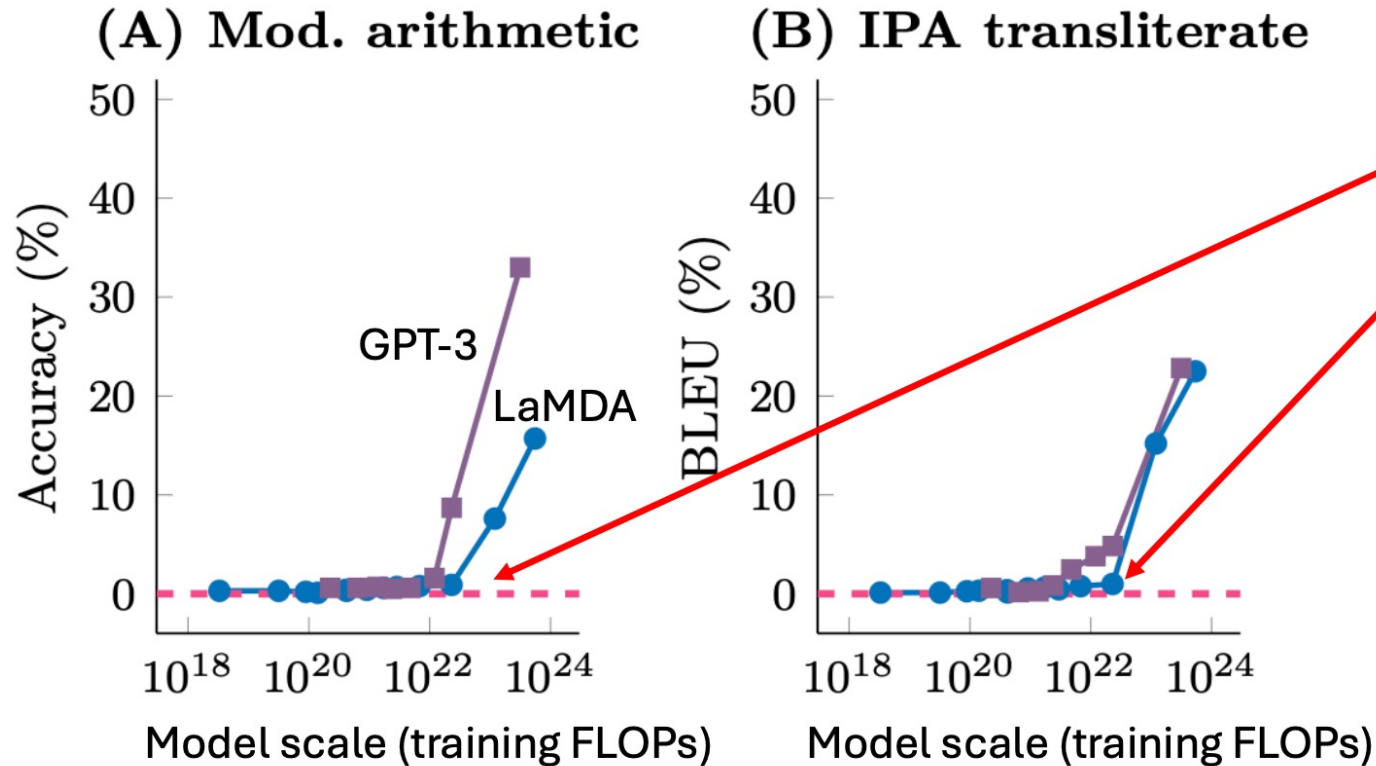 (A) Mod. arithmetic
50
40
30
20
10
0
Accuracy (%)
GPT-3
LaMDA
10^18 10^20 10^22 10^24
Model scale (training FLOPs)
(B) IPA transliterate
50
40
30
20
10
0
BLEU (%)
10^18 10^20 10^22 10^24
Model scale (training FLOPs)